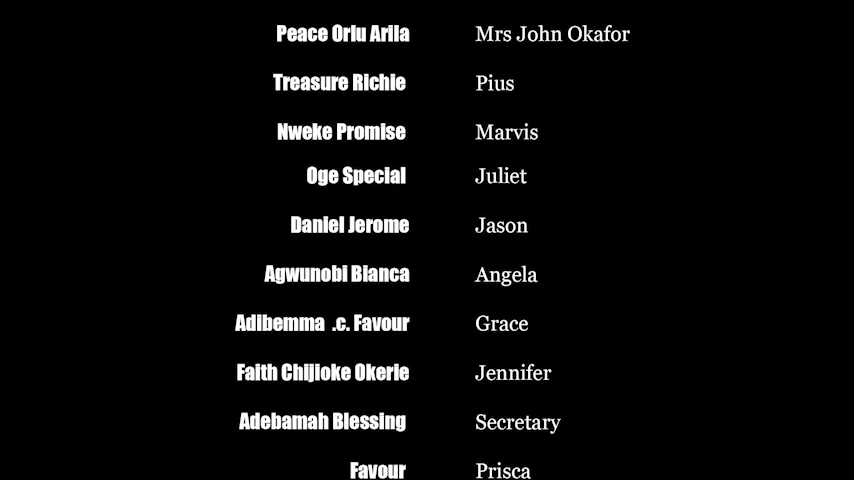 Peace Orlu Arila Mrs John Okafor
Treasure Richie Pius
Nweke Promise Marvis
Oge Special Juliet
Daniel Jerome Jason
Agwunobi Bianca Angela
Adibemma .c. Favour Grace
Faith Chijioke Okerie Jennifer
Adebamah Blessing Secretary
Favour Prisca